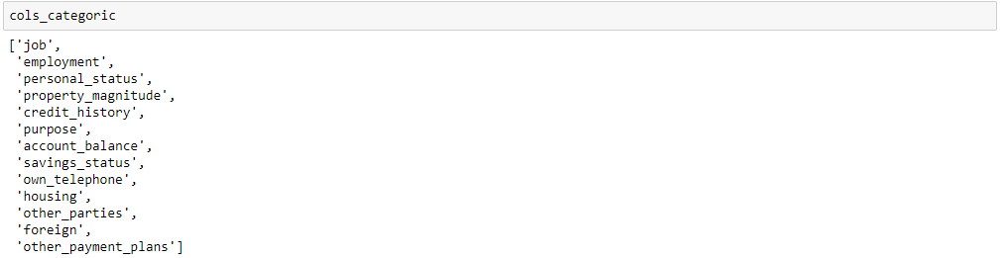 cols_categoric
['job',
 'employment',
 'personal_status',
 'property_magnitude',
 'credit_history',
 'purpose',
 'account_balance',
 'savings_status',
 'own_telephone',
 'housing',
 'other_parties',
 'foreign',
 'other_payment_plans']